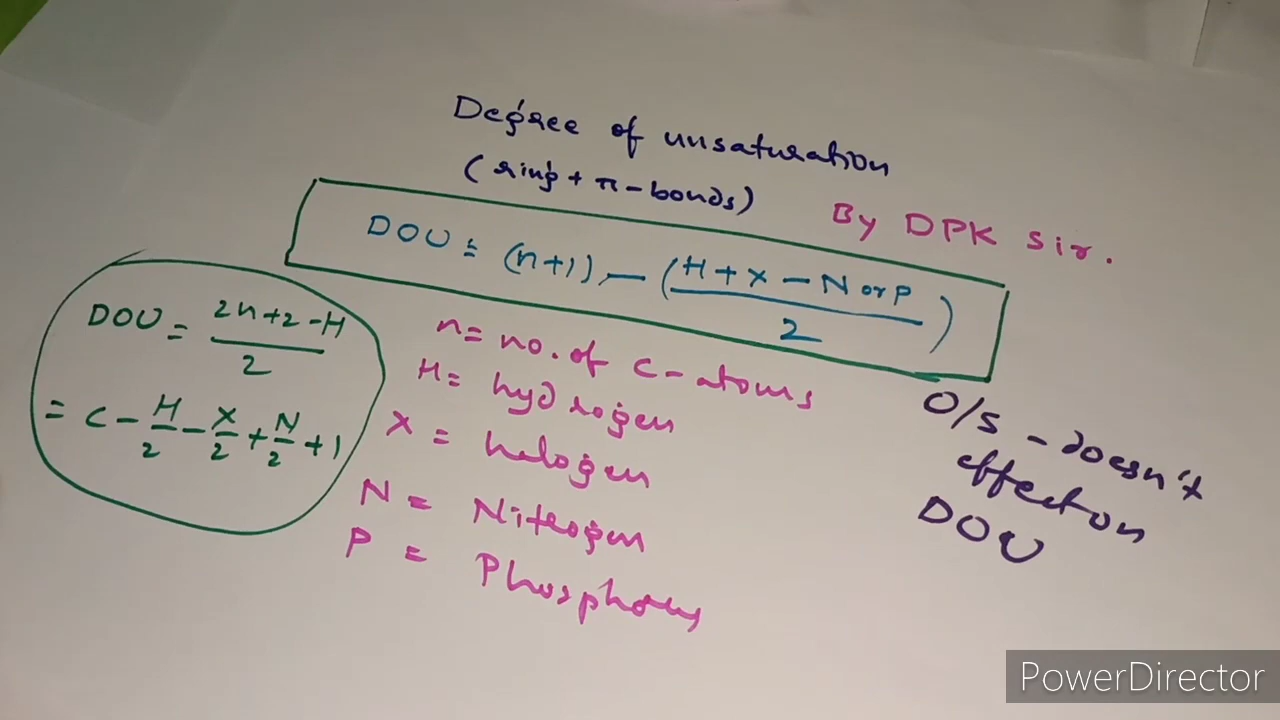 Degree of unsaturation
(ring + π - bonds)
By DPK Sir.
DOU = (n+1) - (H + X - N or P / 2)
DOU = 2n+2-H / 2
= C - H/2 - X/2 + N/2 + 1
n = no. of C-atoms
H = hydrogen
X = halogen
N = Nitrogen
P = Phosphorus
O/S - doesn't
effect on
DOU
PowerDirector